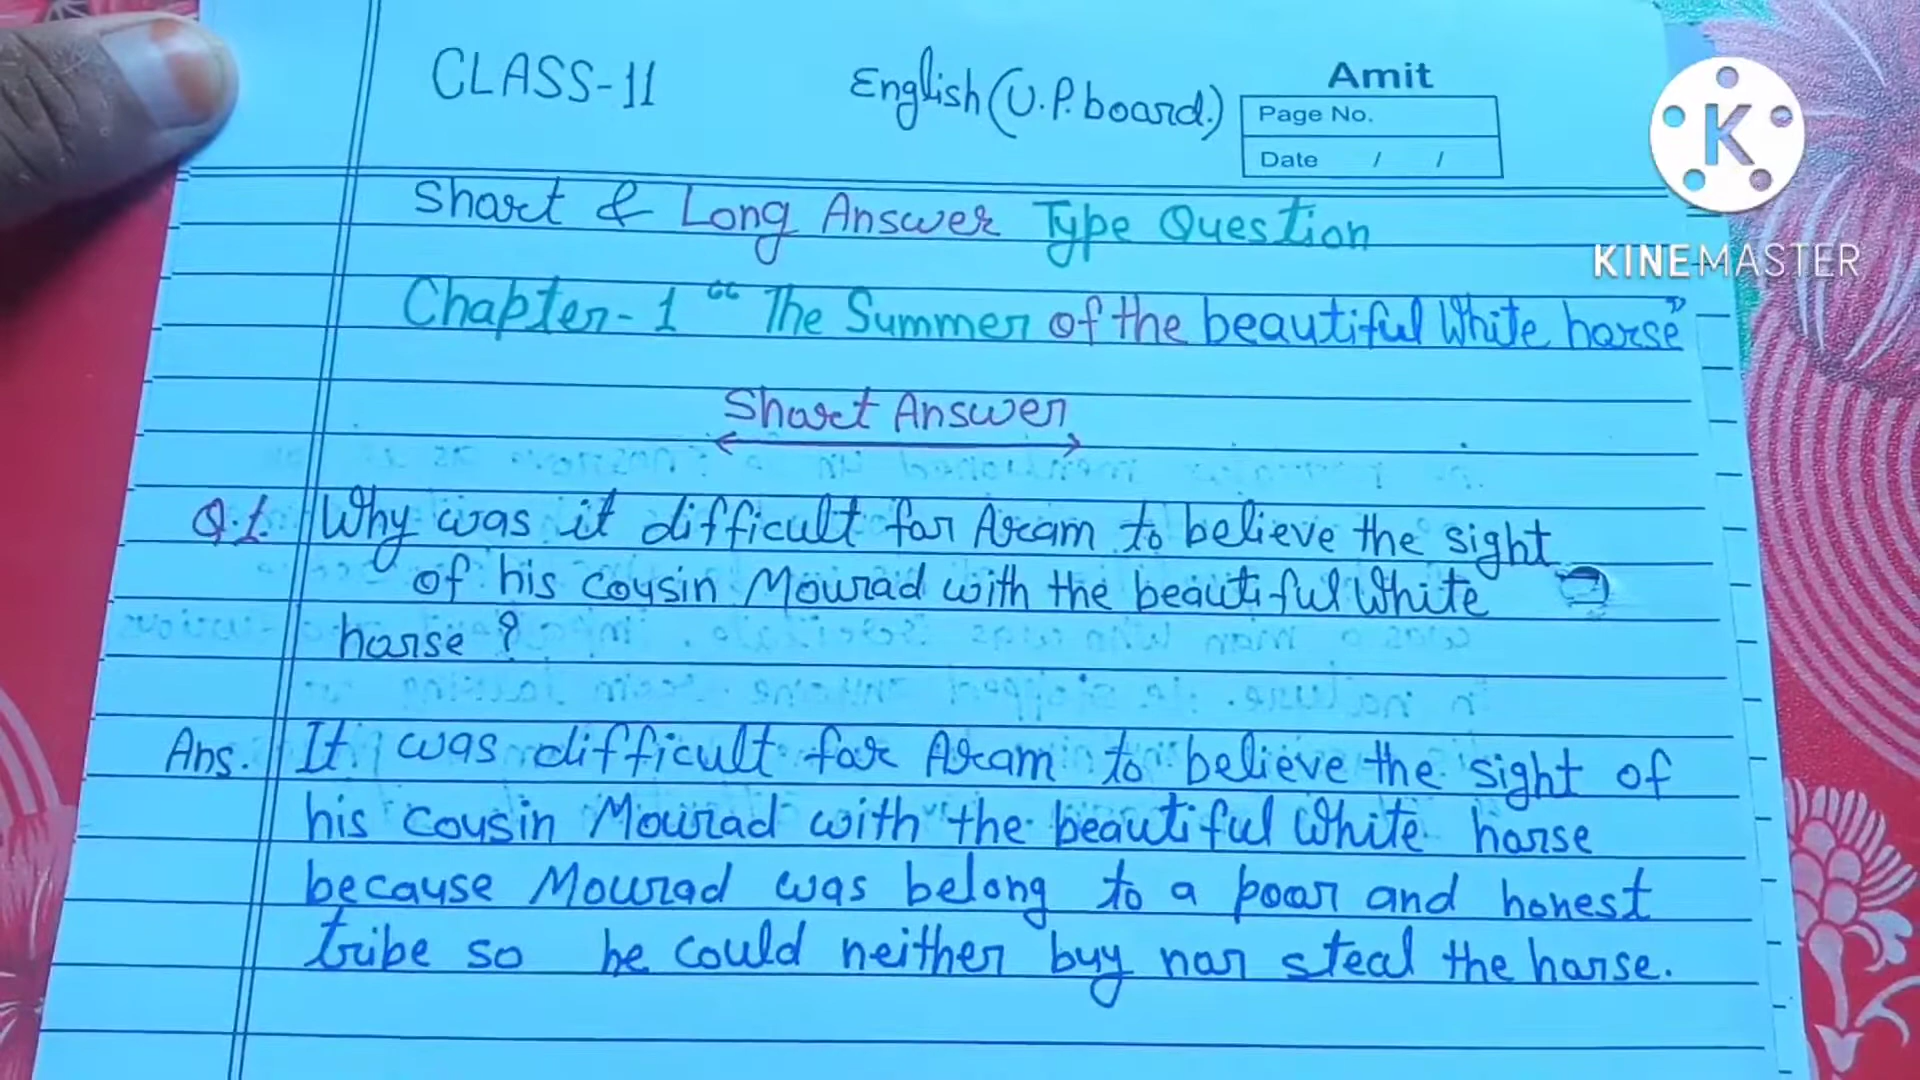 CLASS-11 English (U.P. board.)
Amit
Page No.
Date / /
K
KINEMASTER
Short & Long Answer Type Question
Chapter-1 "The Summer of the beautiful White horse"
Short Answer
Q.1. Why was it difficult for Aram to believe the sight
of his cousin Mourad with the beautiful White
horse ?
Ans. It was difficult for Aram to believe the sight of
his cousin Mourad with the beautiful White horse
because Mourad was belong to a poor and honest
tribe so he could neither buy nor steal the horse.